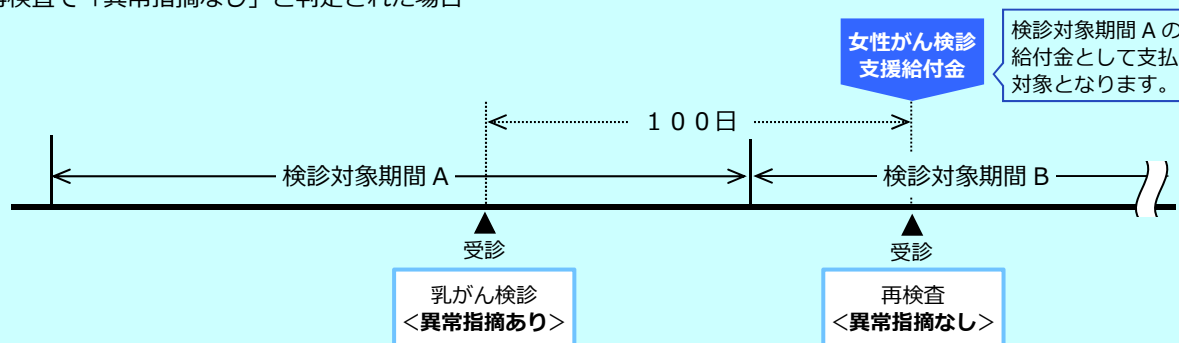 再検査で「異常指摘なし」と判定された場合
女性がん検診
支援給付金
検診対象期間 A の
給付金として支払
対象となります。
100日
検診対象期間 A
検診対象期間 B
受診
受診
乳がん検診
<異常指摘あり>
再検査
<異常指摘なし>